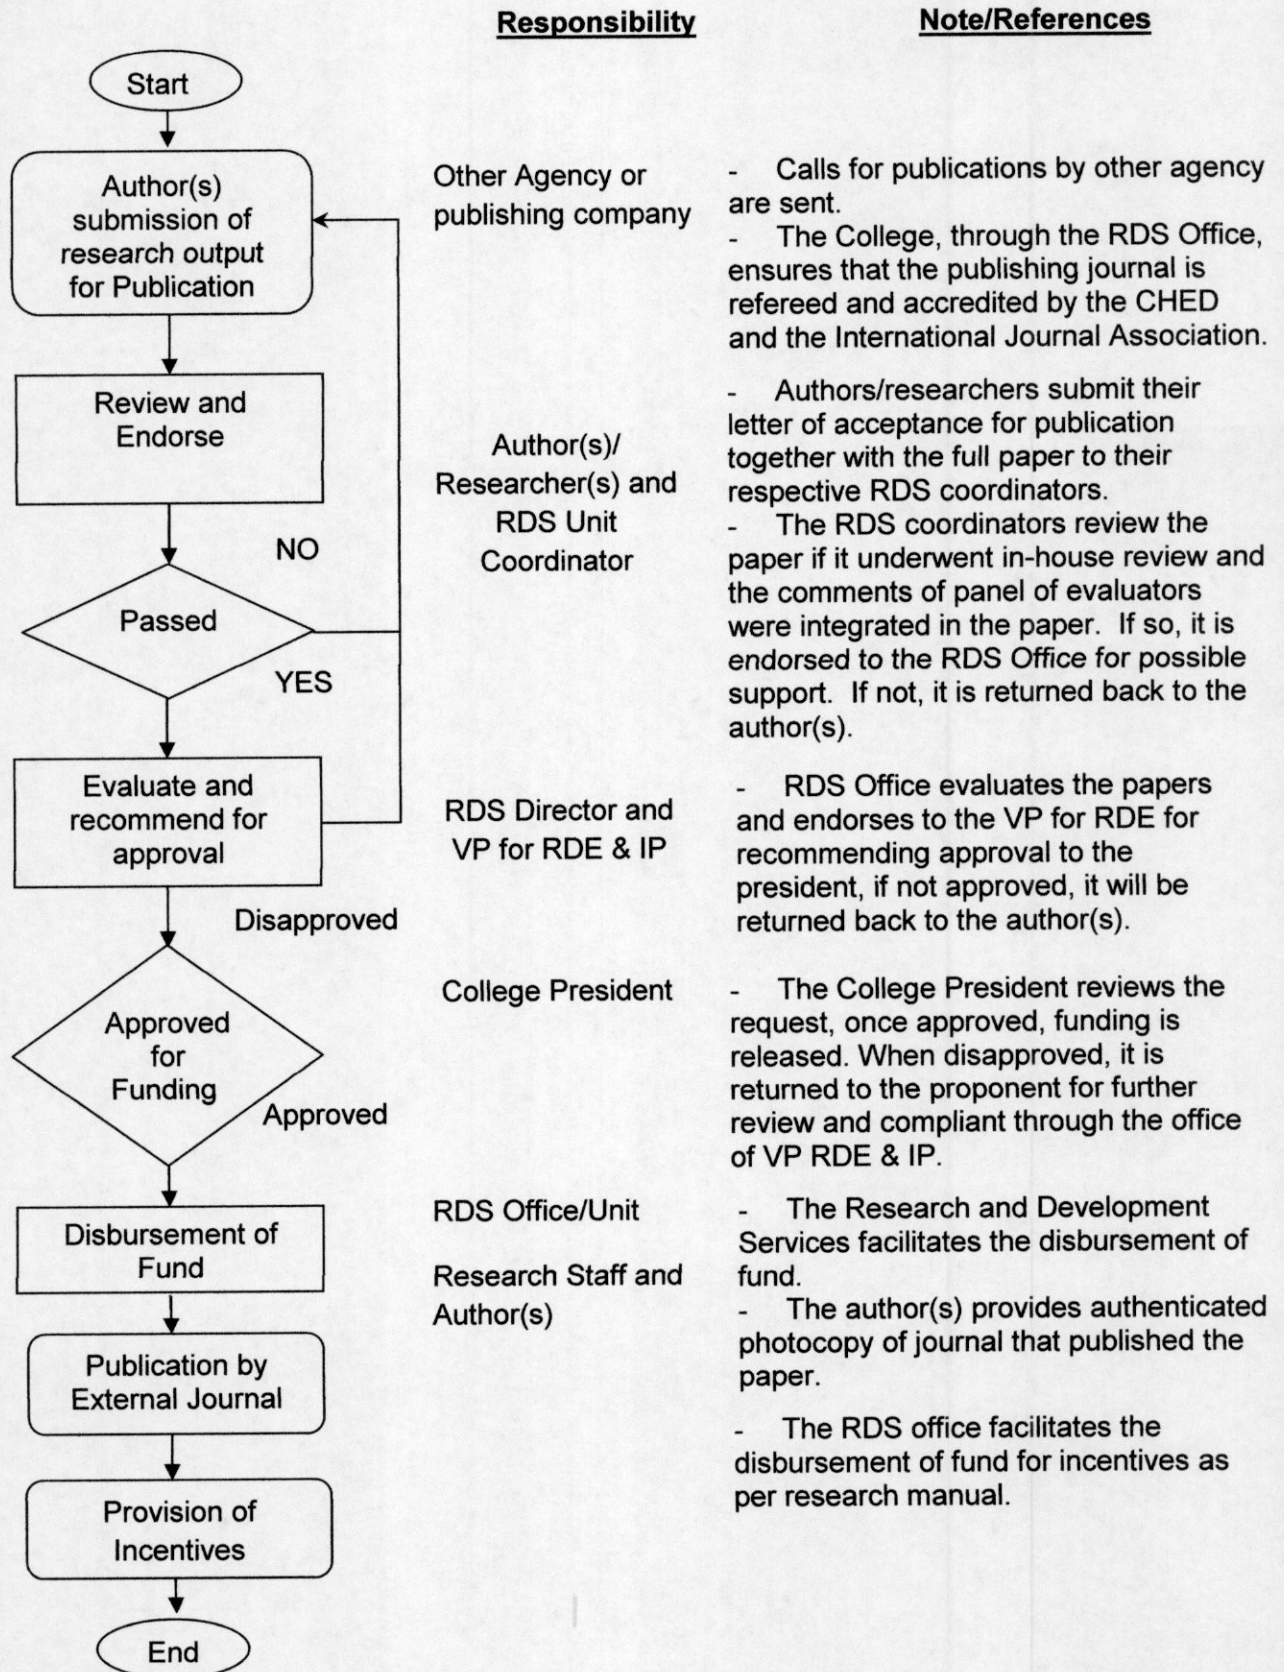 Responsibility
Note/References
Start
Author(s)
submission of
research output
for Publication
Other Agency or
publishing company
- Calls for publications by other agency
are sent.
- The College, through the RDS Office,
ensures that the publishing journal is
refereed and accredited by the CHED
and the International Journal Association.
Review and
Endorse
Author(s)/
Researcher(s) and
RDS Unit
Coordinator
- Authors/researchers submit their
letter of acceptance for publication
together with the full paper to their
respective RDS coordinators.
- The RDS coordinators review the
paper if it underwent in-house review and
the comments of panel of evaluators
were integrated in the paper. If so, it is
endorsed to the RDS Office for possible
support. If not, it is returned back to the
author(s).
NO
Passed
YES
Evaluate and
recommend for
approval
RDS Director and
VP for RDE & IP
- RDS Office evaluates the papers
and endorses to the VP for RDE for
recommending approval to the
president, if not approved, it will be
returned back to the author(s).
Disapproved
Approved
for
Funding
Approved
College President
- The College President reviews the
request, once approved, funding is
released. When disapproved, it is
returned to the proponent for further
review and compliant through the office
of VP RDE & IP.
Disbursement of
Fund
RDS Office/Unit
Research Staff and
Author(s)
- The Research and Development
Services facilitates the disbursement of
fund.
- The author(s) provides authenticated
photocopy of journal that published the
paper.
Publication by
External Journal
- The RDS office facilitates the
disbursement of fund for incentives as
per research manual.
Provision of
Incentives
End